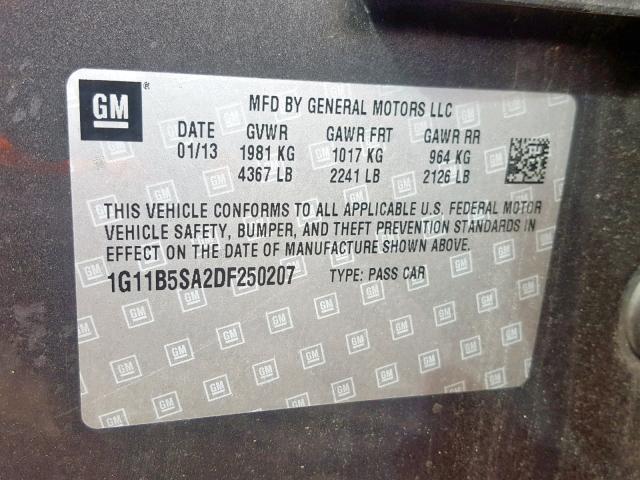 GM ®
MFD BY GENERAL MOTORS LLC
DATE GVWR GAWR FRT GAWR RR
01/13 1981 KG 1017 KG 964 KG
4367 LB 2241 LB 2126 LB
THIS VEHICLE CONFORMS TO ALL APPLICABLE U.S. FEDERAL MOTOR
VEHICLE SAFETY, BUMPER, AND THEFT PREVENTION STANDARDS IN
EFFECT ON THE DATE OF MANUFACTURE SHOWN ABOVE.
1G11B5SA2DF250207 TYPE: PASS CAR